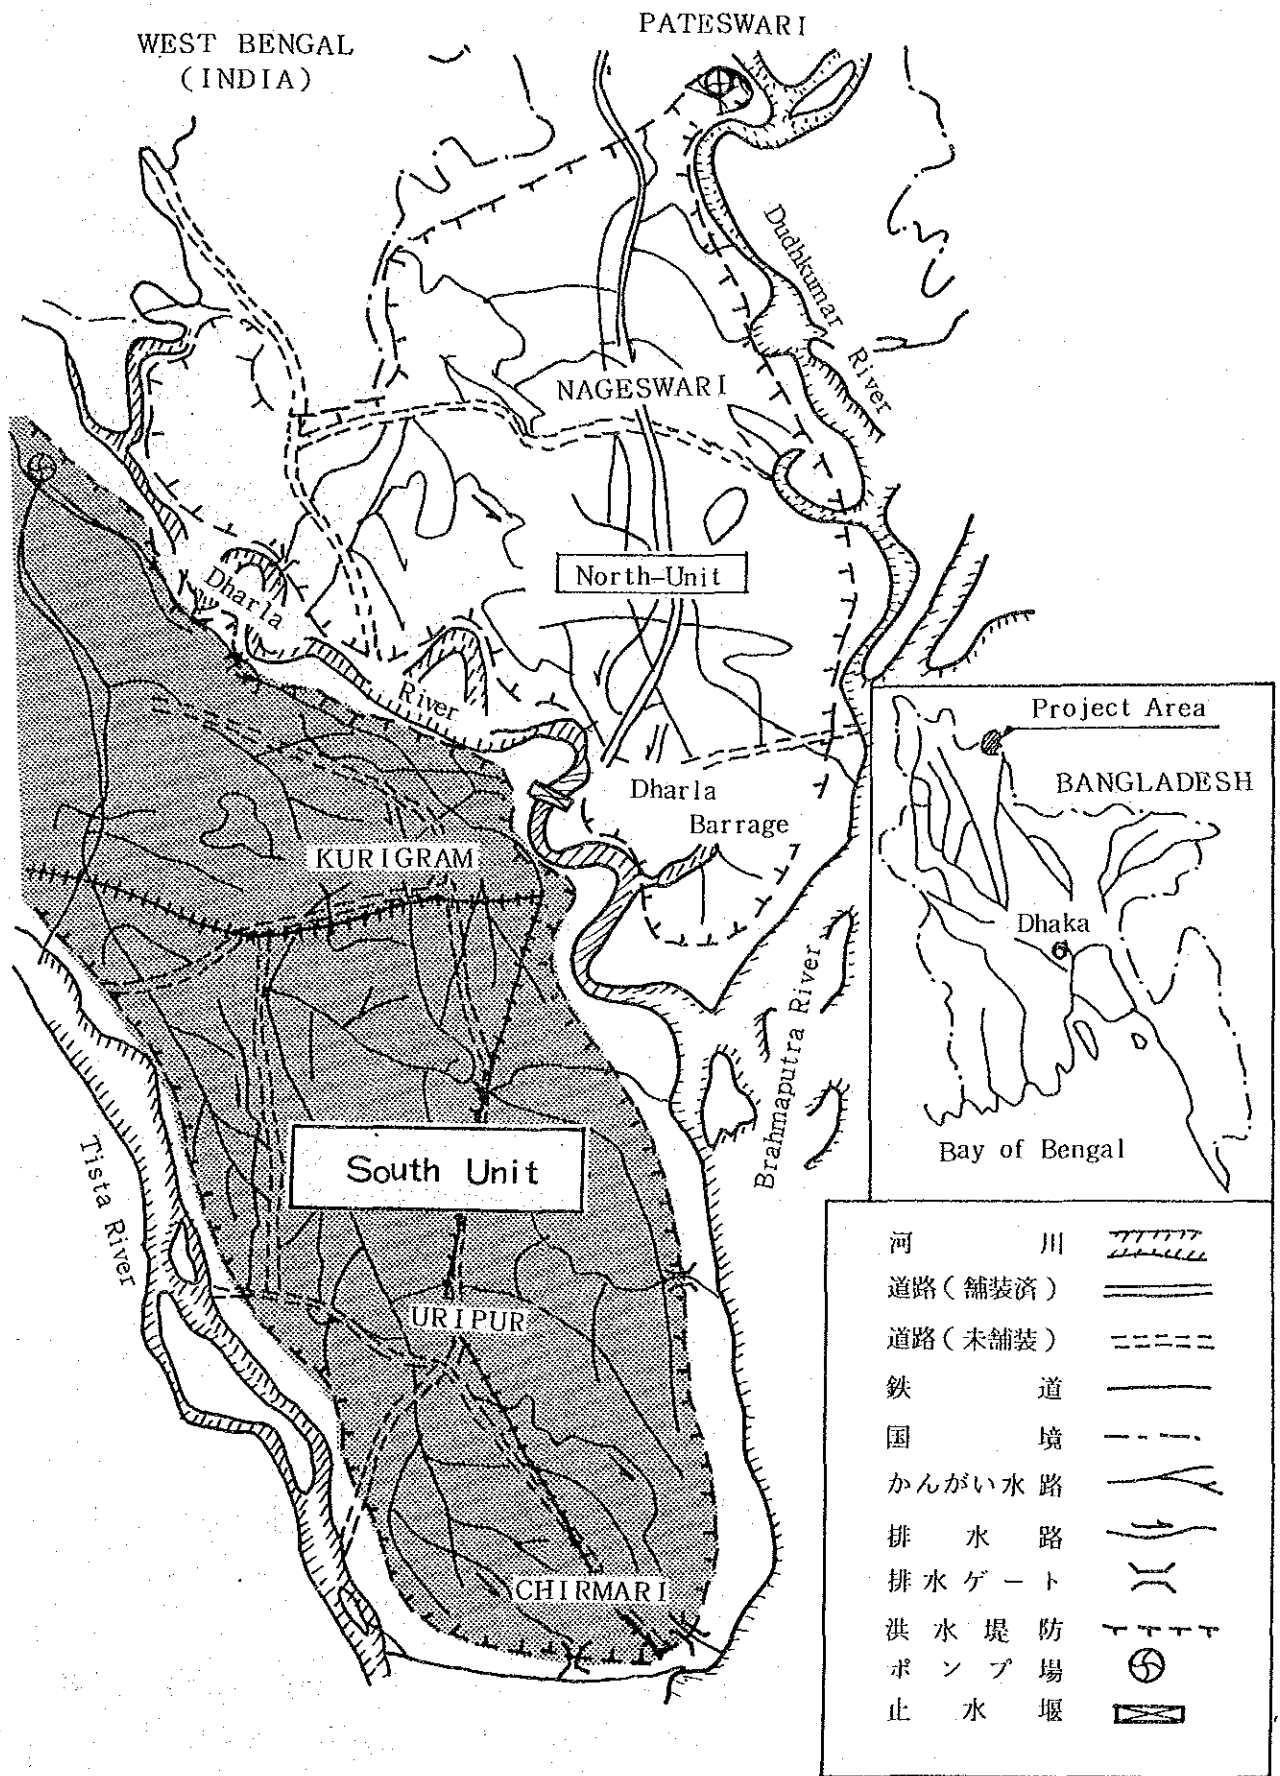 PATESWARI
WEST BENGAL
(INDIA)
Dudhkumar
River
NAGESWARI
North-Unit
Dharla
River
Dharla
Barrage
KURIGRAM
Brahmaputra River
South Unit
Tista River
URIPUR
CHIRMARI
Project Area
BANGLADESH
Dhaka
Bay of Bengal
河川
道路(舗装済)
道路(未舗装)
鉄道
国境
かんがい水路
排水路
排水ゲート
洪水堤防
ポンプ場
止水堰